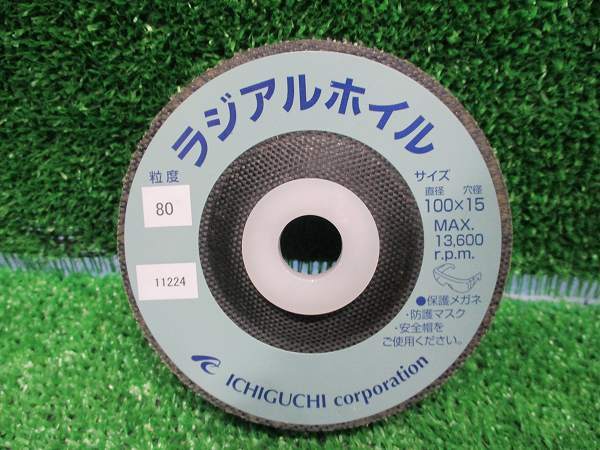 ラジアルホイル
粒度
80
11224
サイズ
直径 穴径
100×15
MAX.
13,600
r.p.m.
●保護メガネ
・防護マスク
・安全帽を
ご使用ください。
ICHIGUCHI corporation